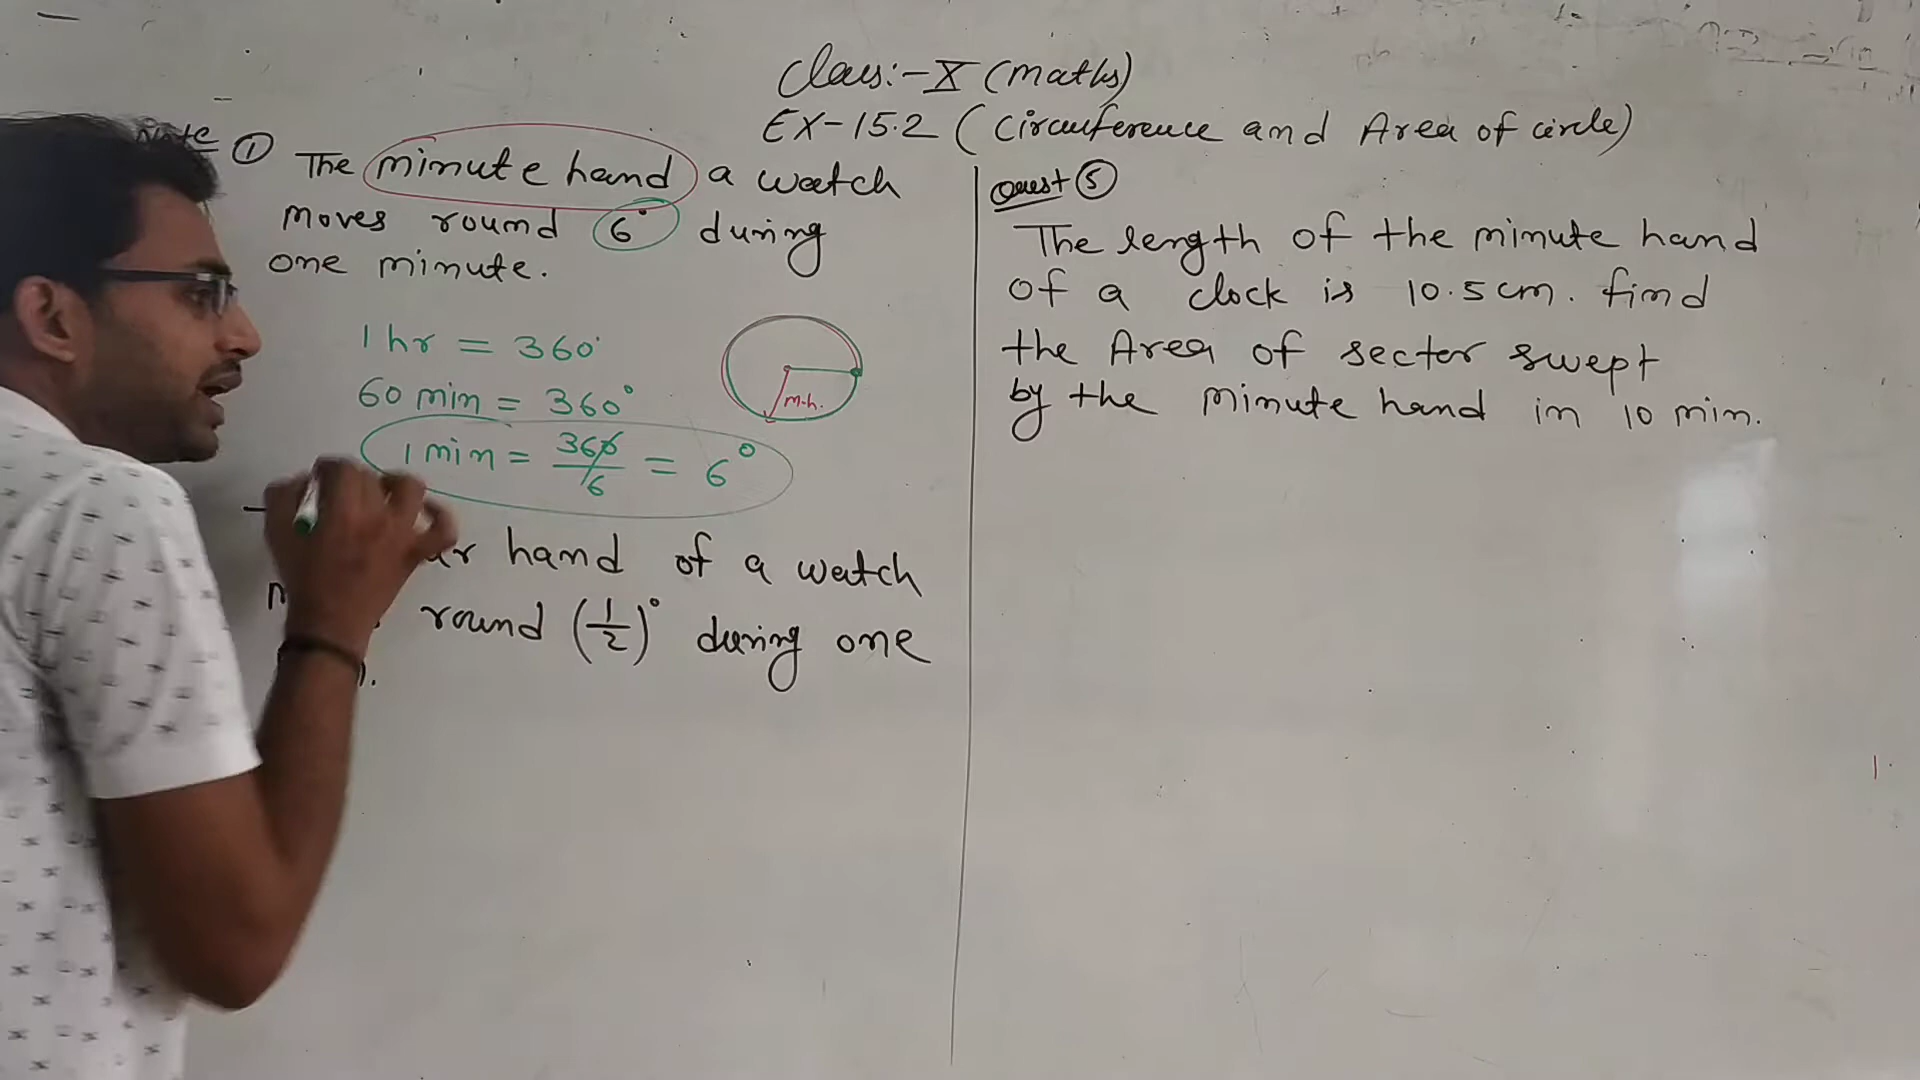 Class:- X (maths)
EX-15.2 ( Circumference and Area of circle)
Note ① The minute hand a watch
moves round 6° during
one minute.
1 hr = 360°
60 min = 360°
1 min = 360/6 = 6°
m.h.
hand of a watch
round (1/2)° during one
Quest ⑤
The length of the minute hand
of a clock is 10.5 cm. find
the Area of sector swept
by the minute hand in 10 min.